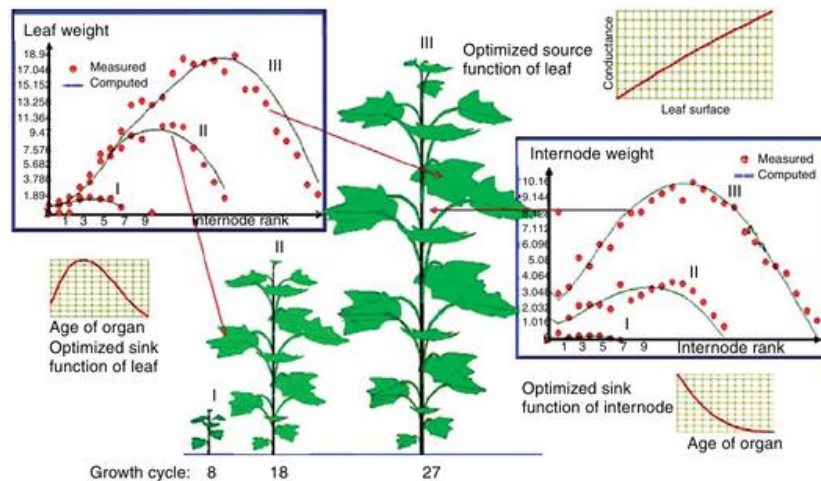 Leaf weight
18.94
17.046
15.152
13.258
11.364
9.47
7.576
5.682
3.788
1.89
Measured
Computed
I
II
III
1 3 5 7 9
Internode rank
III
Optimized source
function of leaf
Conductance
Leaf surface
Internode weight
10.16
9.144
8.128
7.112
6.096
5.08
4.064
3.048
2.032
1.016
Measured
Computed
III
II
I
1 3 5 7 9
Internode rank
Age of organ
Optimized sink
function of leaf
II
I
Optimized sink
function of internode
Age of organ
Growth cycle: 8 18 27